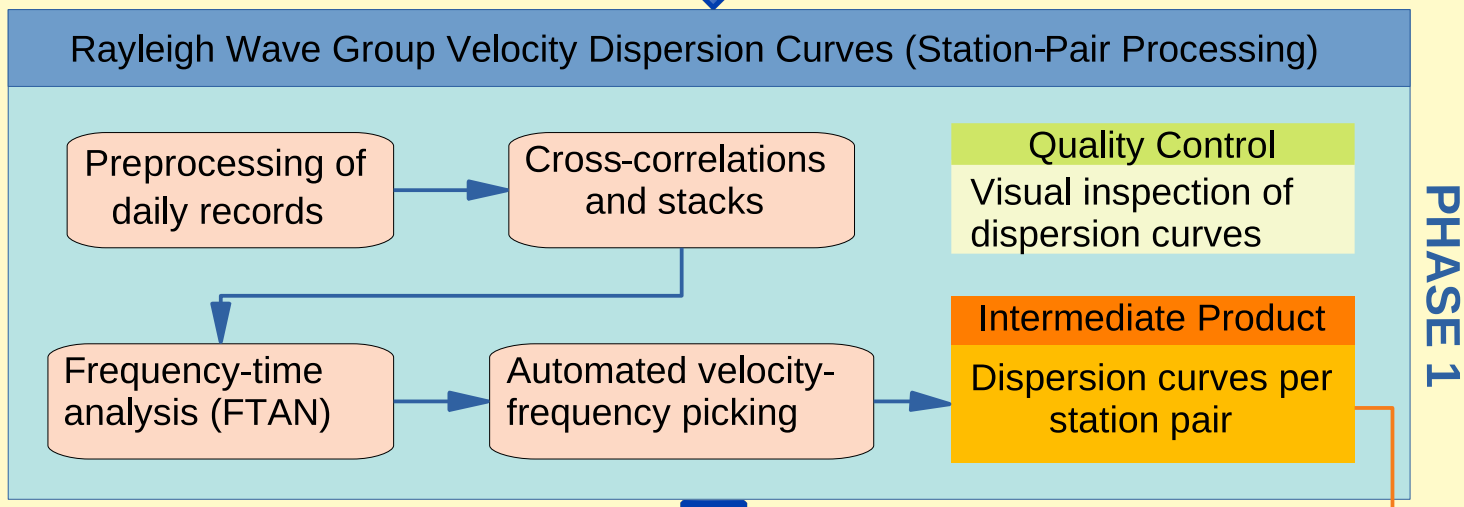 Rayleigh Wave Group Velocity Dispersion Curves (Station-Pair Processing)
Preprocessing of
daily records
Cross-correlations
and stacks
Quality Control
Visual inspection of
dispersion curves
Frequency-time
analysis (FTAN)
Automated velocity-
frequency picking
Intermediate Product
Dispersion curves per
station pair
PHASE 1